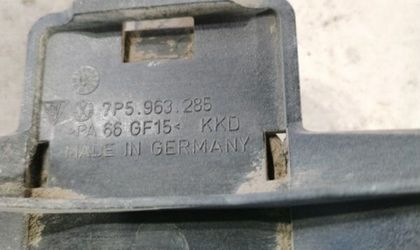 7P5.963.285
>PA 66 GF15< KKD
MADE IN GERMANY